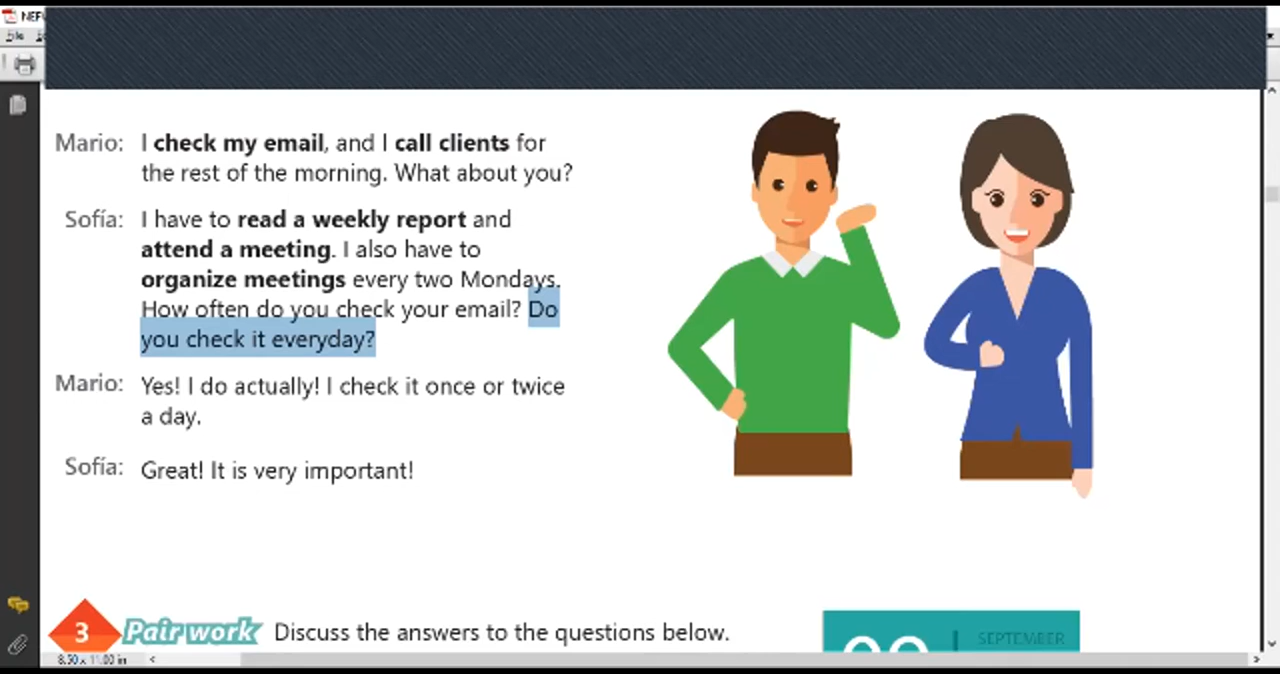 NEF
Mario: I check my email, and I call clients for
the rest of the morning. What about you?
Sofía: I have to read a weekly report and
attend a meeting. I also have to
organize meetings every two Mondays.
How often do you check your email? Do
you check it everyday?
Mario: Yes! I do actually! I check it once or twice
a day.
Sofía: Great! It is very important!
3 Pair work Discuss the answers to the questions below.
SEPTEMBER
8.50 x 11.00 in